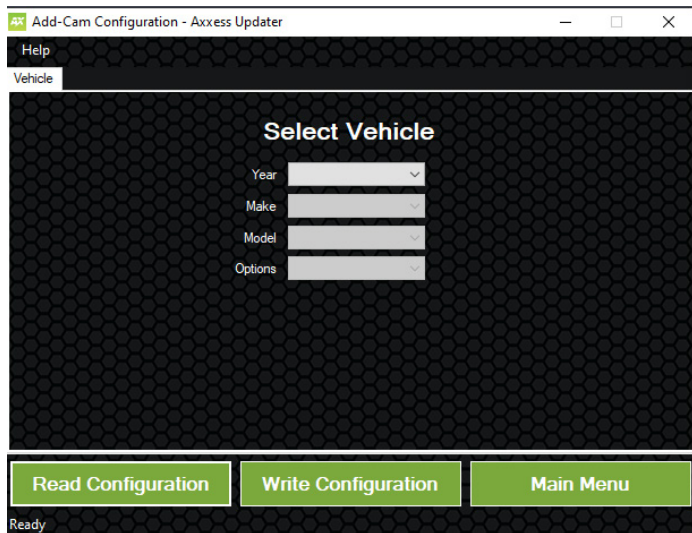 AX Add-Cam Configuration - Axxess Updater
Help
Vehicle
Select Vehicle
Year
Make
Model
Options
Read Configuration Write Configuration Main Menu
Ready